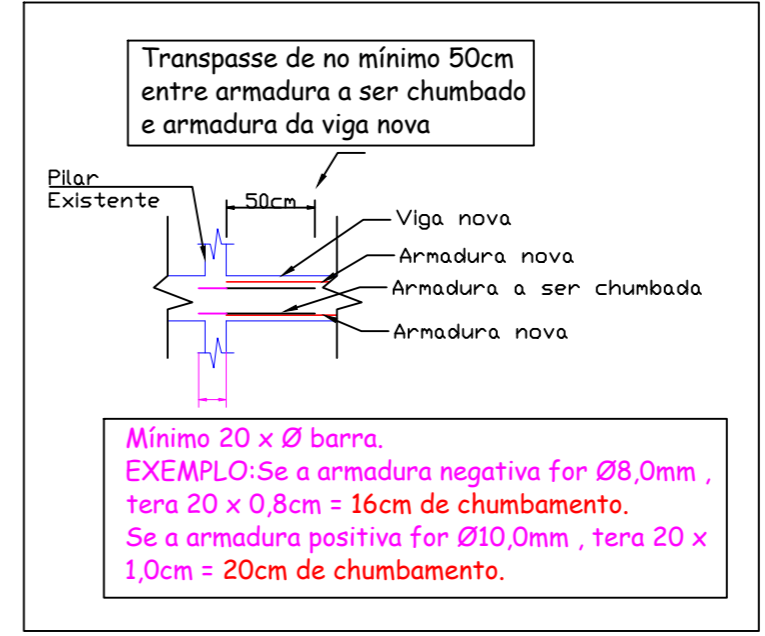 Transpasse de no mínimo 50cm
entre armadura a ser chumbado
e armadura da viga nova
Pilar
Existente
50cm
Viga nova
Armadura nova
Armadura a ser chumbada
Armadura nova
Mínimo 20 x Ø barra.
EXEMPLO:Se a armadura negativa for Ø8,0mm ,
tera 20 x 0,8cm = 16cm de chumbamento.
Se a armadura positiva for Ø10,0mm , tera 20 x
1,0cm = 20cm de chumbamento.